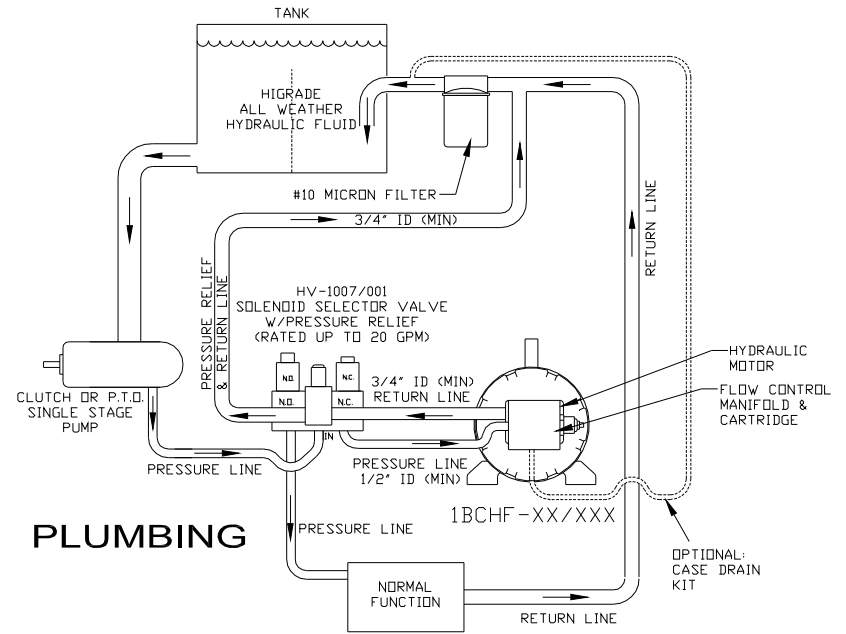 TANK
HIGRADE
ALL WEATHER
HYDRAULIC FLUID
#10 MICRON FILTER
3/4" ID (MIN)
RETURN LINE
PRESSURE RELIEF
& RETURN LINE
HV-1007/001
SOLENOID SELECTOR VALVE
W/PRESSURE RELIEF
(RATED UP TO 20 GPM)
HYDRAULIC
MOTOR
N.O.
N.C.
3/4" ID (MIN)
RETURN LINE
FLOW CONTROL
MANIFOLD &
CARTRIDGE
CLUTCH OR P.T.O.
SINGLE STAGE
PUMP
N.O.
N.C.
IN
PRESSURE LINE
PRESSURE LINE
1/2" ID (MIN)
1BCHF-XX/XXX
PLUMBING
PRESSURE LINE
OPTIONAL:
CASE DRAIN
KIT
NORMAL
FUNCTION
RETURN LINE